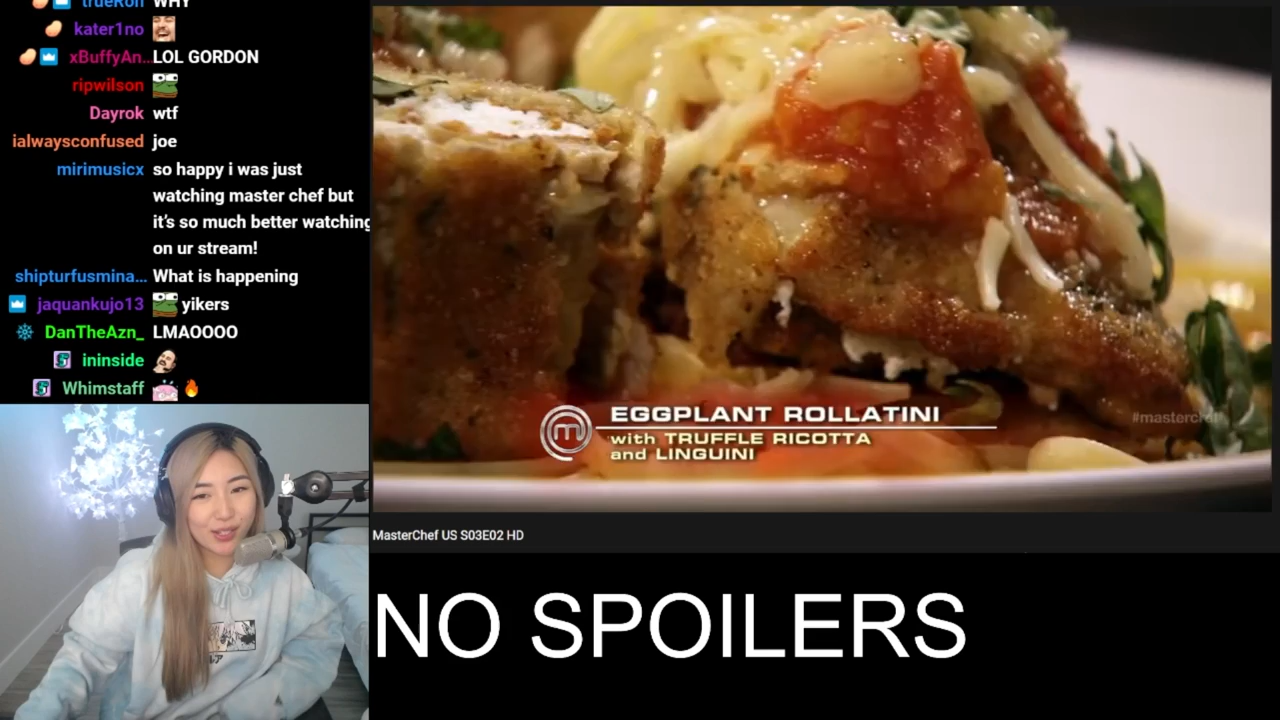 trueRon WHY
kater1no
xBuffyAn... LOL GORDON
ripwilson
Dayrok wtf
ialwaysconfused joe
mirimusicx so happy i was just
watching master chef but
it's so much better watching
on ur stream!
shipturfusmina... What is happening
jaquankujo13 yikers
DanTheAzn_ LMAOOOO
ininside
Whimstaff
EGGPLANT ROLLATINI
with TRUFFLE RICOTTA
and LINGUINI
#masterchef
MasterChef US S03E02 HD
NO SPOILERS